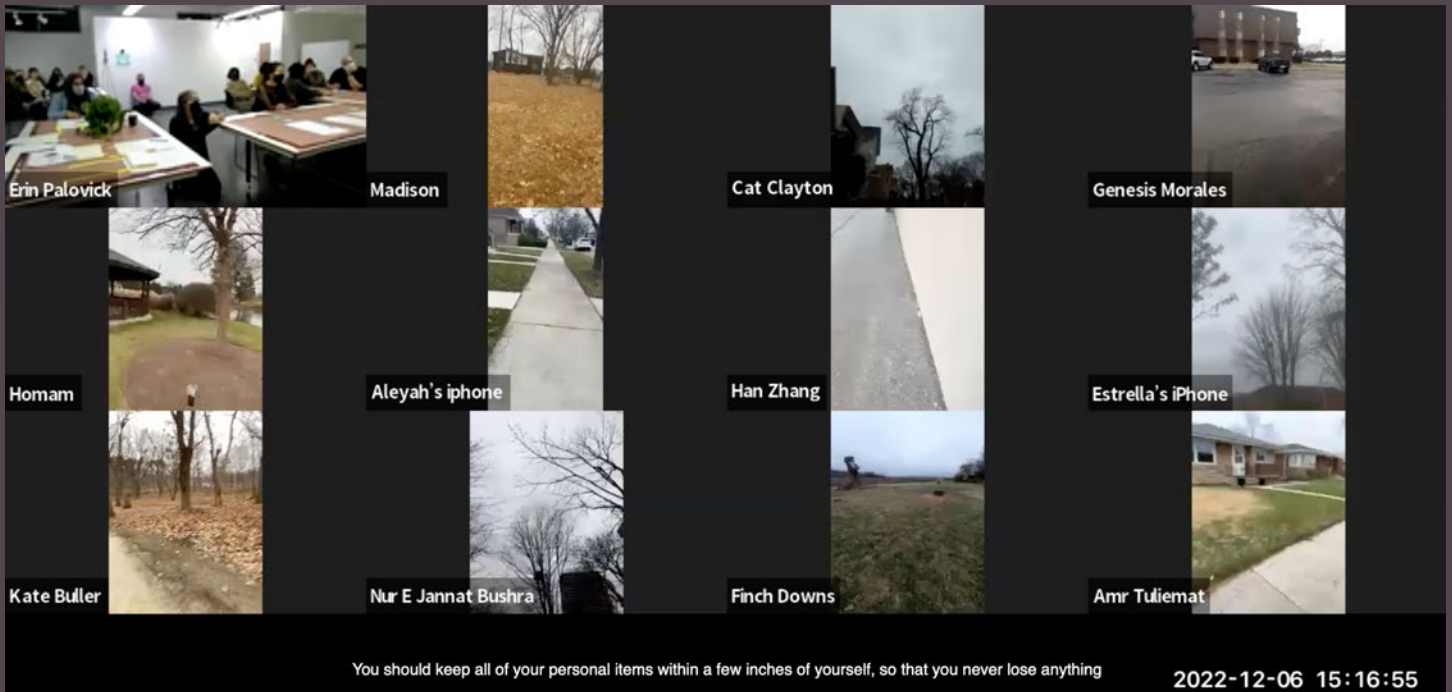 Erin Palovick
Madison
Cat Clayton
Genesis Morales
Homam
Aleyah's iphone
Han Zhang
Estrella's iPhone
Kate Buller
Nur E Jannat Bushra
Finch Downs
Amr Tuliemat
You should keep all of your personal items within a few inches of yourself, so that you never lose anything
2022-12-06 15:16:55